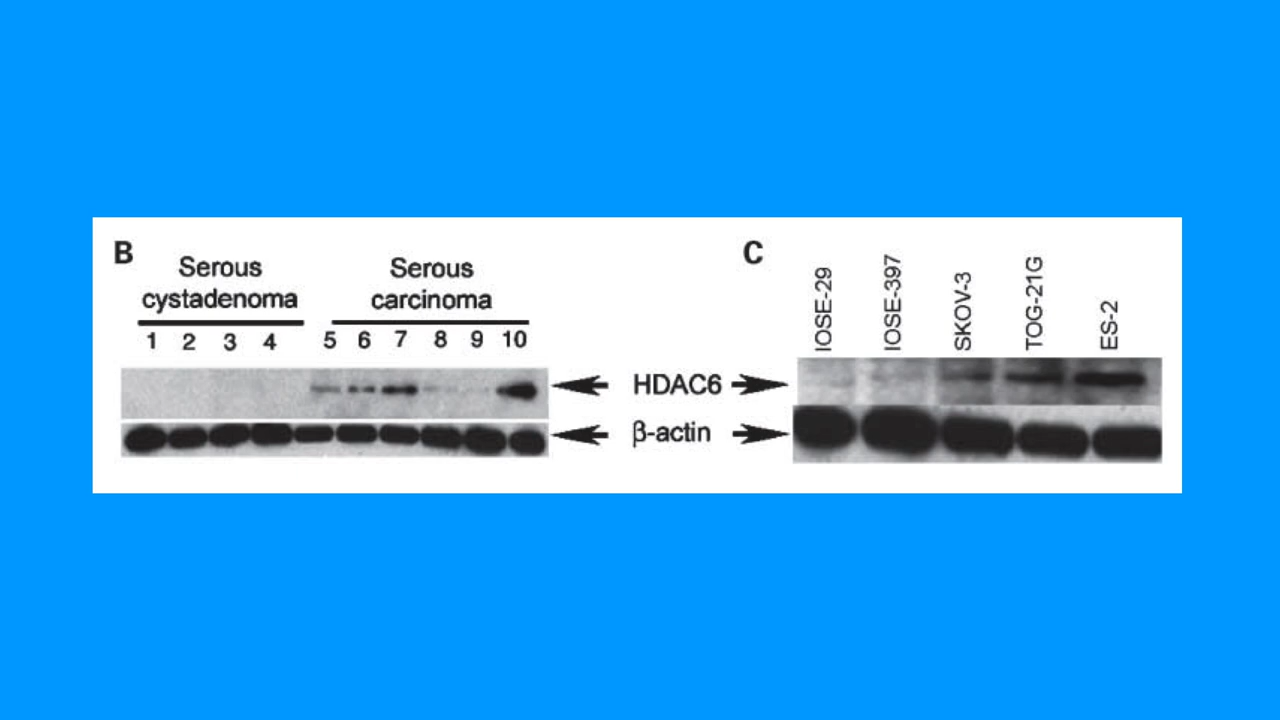 B
Serous
cystadenoma
Serous
carcinoma
1 2 3 4 5 6 7 8 9 10
HDAC6
β-actin
C
IOSE-29
IOSE-397
SKOV-3
TOG-21G
ES-2